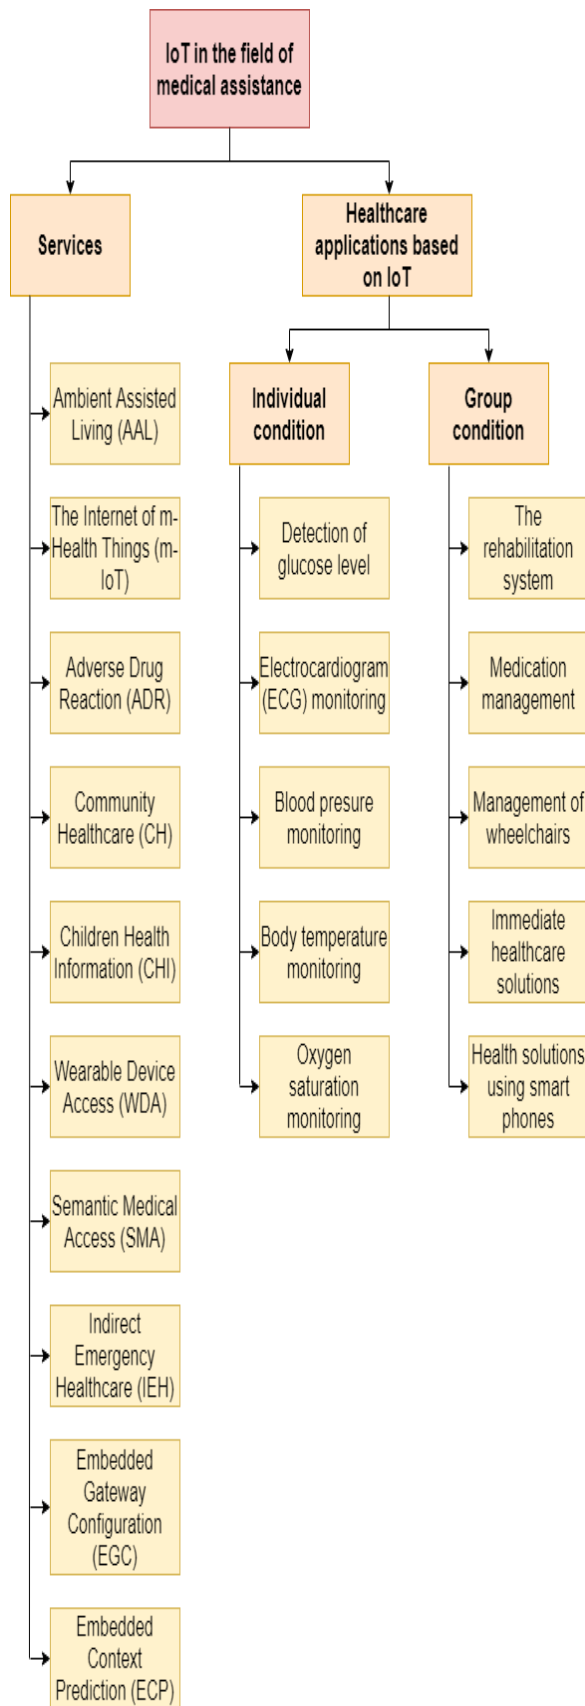 IoT in the field of
medical assistance
Services
Healthcare
applications based
on IoT
Individual
condition
Group
condition
Ambient Assisted
Living (AAL)
The Internet of m-
Health Things (m-
IoT)
Adverse Drug
Reaction (ADR)
Community
Healthcare (CH)
Children Health
Information (CHI)
Wearable Device
Access (WDA)
Semantic Medical
Access (SMA)
Indirect
Emergency
Healthcare (IEH)
Embedded
Gateway
Configuration
(EGC)
Embedded
Context
Prediction (ECP)
Detection of
glucose level
Electrocardiogram
(ECG) monitoring
Blood presure
monitoring
Body temperature
monitoring
Oxygen
saturation
monitoring
The
rehabilitation
system
Medication
management
Management of
wheelchairs
Immediate
healthcare
solutions
Health solutions
using smart
phones